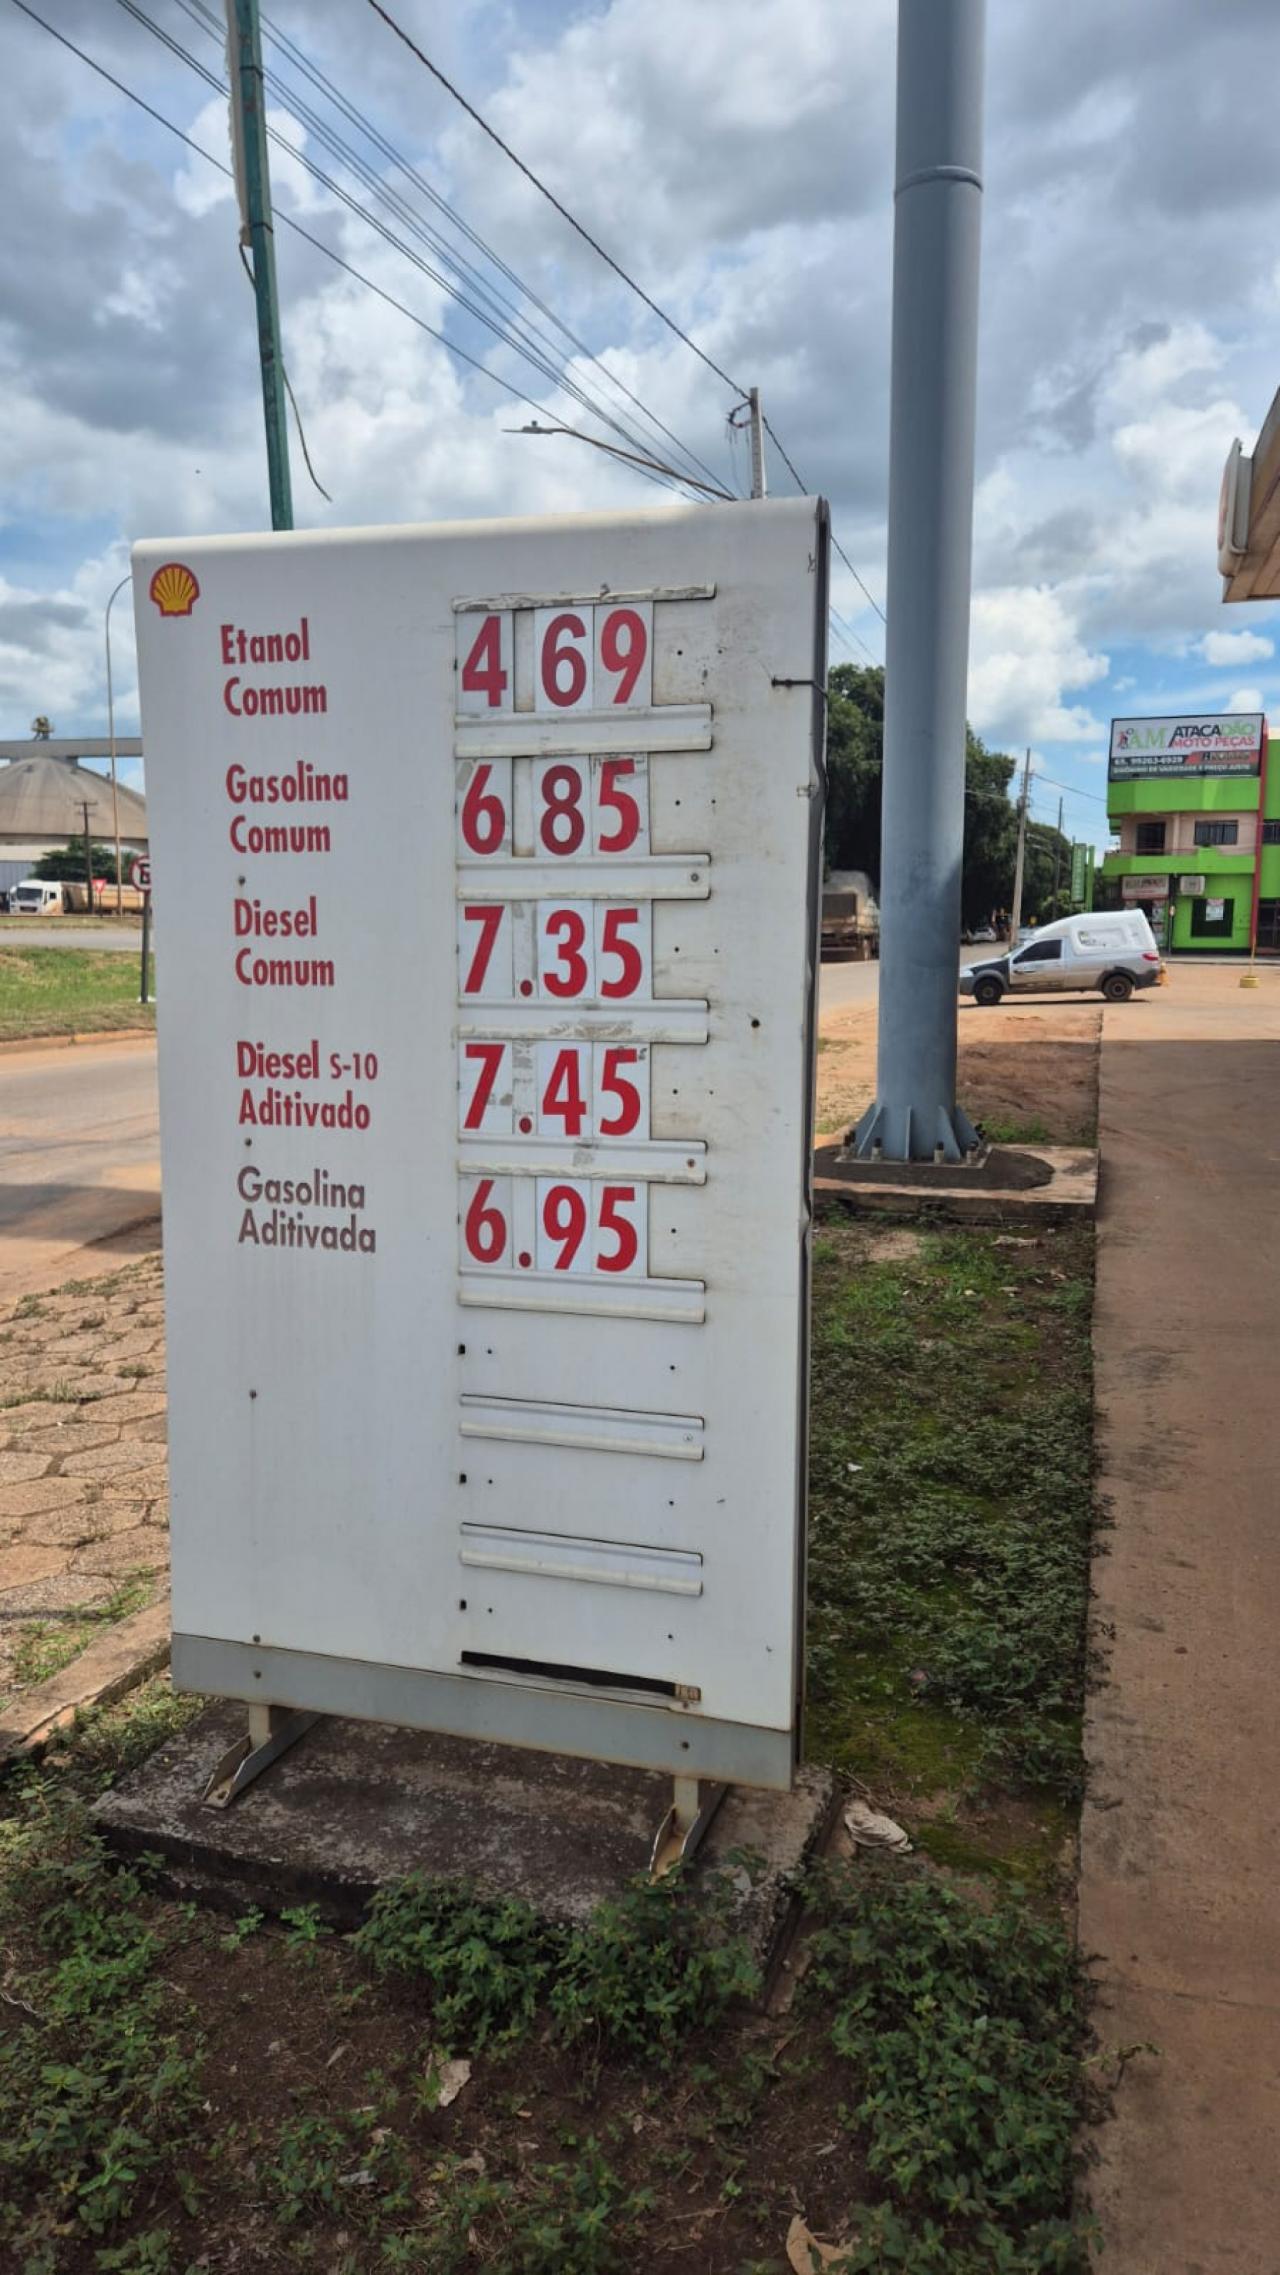 Etanol
Comum
4 69
Gasolina
Comum
6 85
Diesel
Comum
7.35
Diesel S-10
Aditivado
7.45
Gasolina
Aditivada
6.95
AM ATACADÃO
MOTO PEÇAS